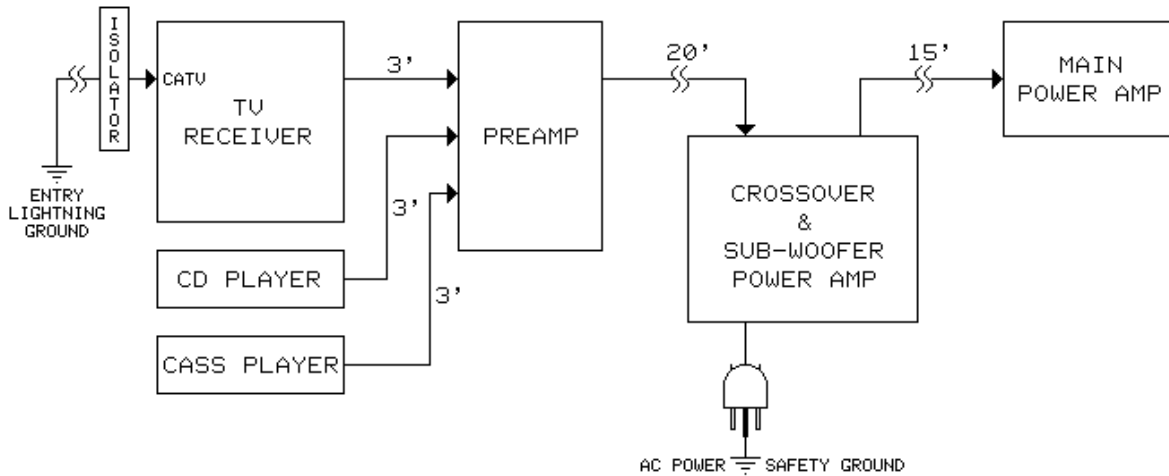 ISOLATOR
CATV
TV
RECEIVER
3'
PREAMP
20'
15'
MAIN
POWER AMP
ENTRY
LIGHTNING
GROUND
3'
CROSSOVER
&
SUB-WOOFER
POWER AMP
CD PLAYER
3'
CASS PLAYER
AC POWER SAFETY GROUND